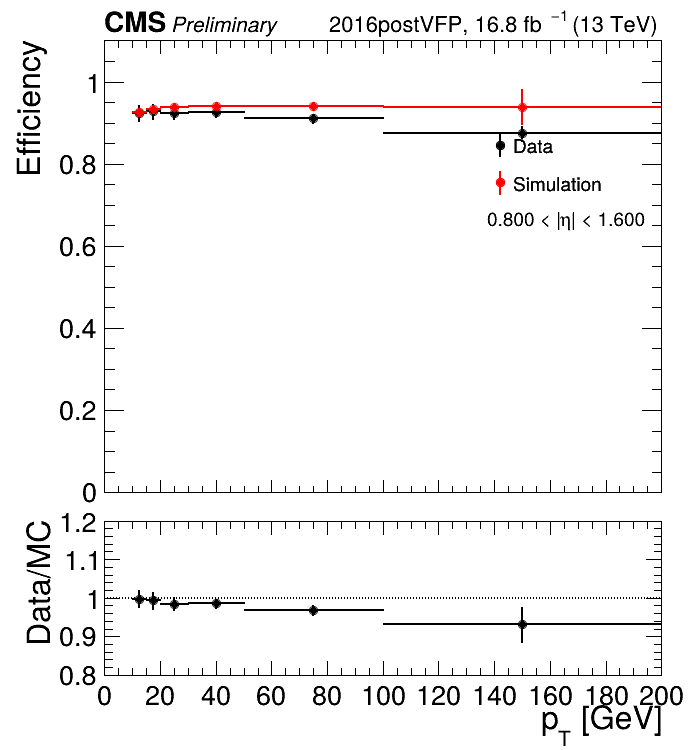 CMS Preliminary 2016postVFP, 16.8 fb⁻¹ (13 TeV)
Efficiency
1
0.8
0.6
0.4
0.2
0
Data
Simulation
0.800 < |η| < 1.600
Data/MC
1.2
1.1
1
0.9
0.8
0 20 40 60 80 100 120 140 160 180 200
p_T [GeV]